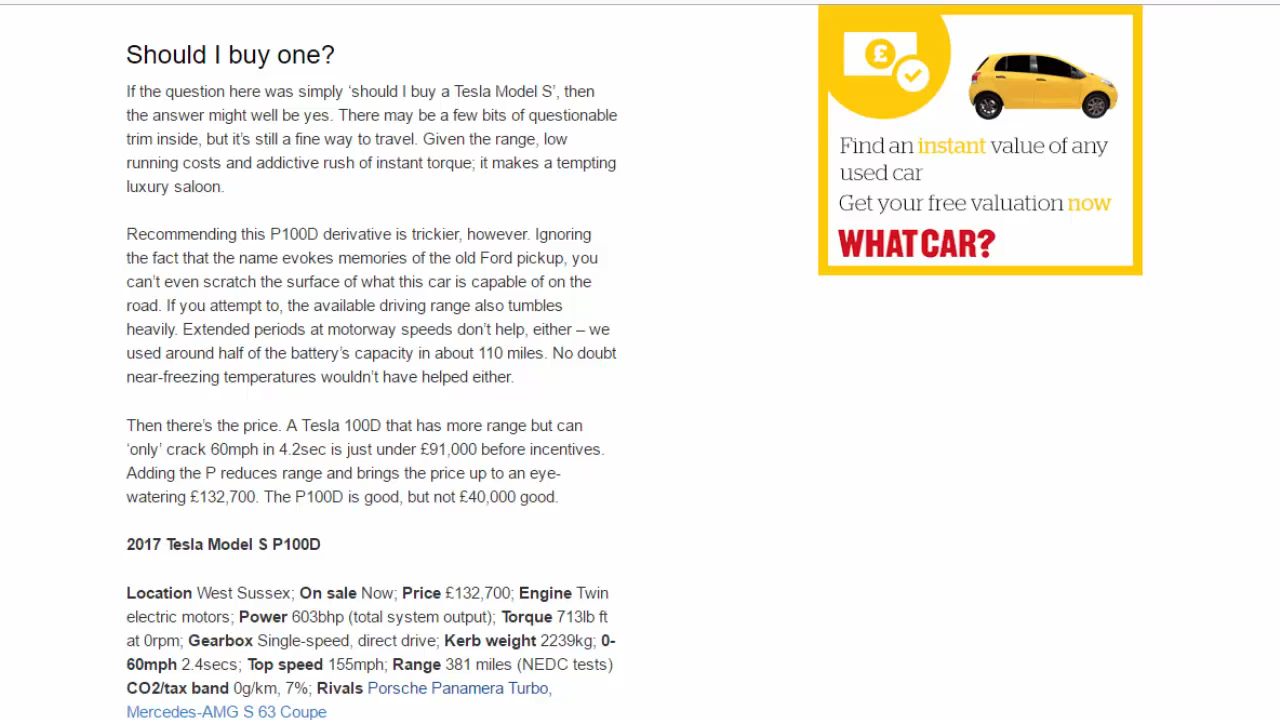 Should I buy one?
If the question here was simply ‘should I buy a Tesla Model S’, then
the answer might well be yes. There may be a few bits of questionable
trim inside, but it’s still a fine way to travel. Given the range, low
running costs and addictive rush of instant torque; it makes a tempting
luxury saloon.
Recommending this P100D derivative is trickier, however. Ignoring
the fact that the name evokes memories of the old Ford pickup, you
can’t even scratch the surface of what this car is capable of on the
road. If you attempt to, the available driving range also tumbles
heavily. Extended periods at motorway speeds don’t help, either – we
used around half of the battery’s capacity in about 110 miles. No doubt
near-freezing temperatures wouldn’t have helped either.
Then there’s the price. A Tesla 100D that has more range but can
‘only’ crack 60mph in 4.2sec is just under £91,000 before incentives.
Adding the P reduces range and brings the price up to an eye-
watering £132,700. The P100D is good, but not £40,000 good.
2017 Tesla Model S P100D
Location West Sussex; On sale Now; Price £132,700; Engine Twin
electric motors; Power 603bhp (total system output); Torque 713lb ft
at 0rpm; Gearbox Single-speed, direct drive; Kerb weight 2239kg; 0-
60mph 2.4secs; Top speed 155mph; Range 381 miles (NEDC tests)
CO2/tax band 0g/km, 7%; Rivals Porsche Panamera Turbo,
Mercedes-AMG S 63 Coupe
£
Find an instant value of any
used car
Get your free valuation now
WHATCAR?